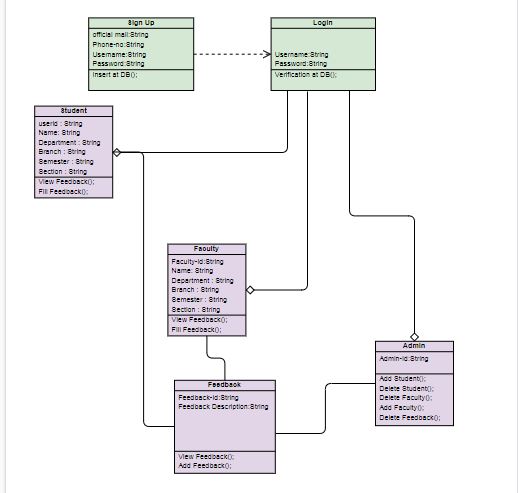 Sign Up
official mail:String
Phone-no:String
Username:String
Password:String
Insert at DB();
Login
Username:String
Password:String
Verification at DB();
Student
userid : String
Name: String
Department : String
Branch : String
Semester : String
Section : String
View Feedback();
Fill Feedback();
Faculty
Faculty-id:String
Name: String
Department : String
Branch : String
Semester : String
Section : String
View Feedback();
Fill Feedback();
Admin
Admin-id:String
Add Student();
Delete Student();
Delete Faculty();
Add Faculty();
Delete Feedback();
Feedback
Feedback-id:String
Feedback Description:String
View Feedback();
Add Feedback();